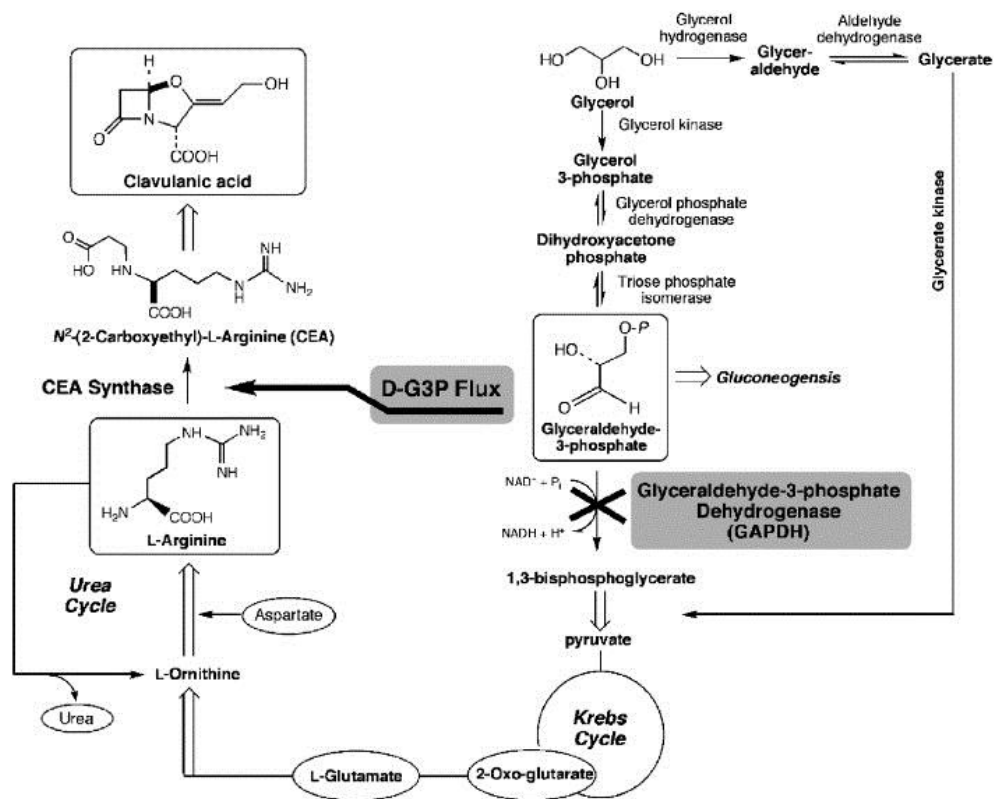 H
O
OH
N
O
COOH
Clavulanic acid
O
HO
HN
NH
N
H
NH2
COOH
N2-(2-Carboxyethyl)-L-Arginine (CEA)
CEA Synthase
D-G3P Flux
NH
NH2
NH
H2N
COOH
L-Arginine
Urea
Cycle
Aspartate
L-Ornithine
Urea
L-Glutamate
2-Oxo-glutarate
Krebs
Cycle
HO
OH
OH
Glycerol
Glycerol
hydrogenase
Glycer-
aldehyde
Aldehyde
dehydrogenase
Glycerate
Glycerol kinase
Glycerol
3-phosphate
Glycerol phosphate
dehydrogenase
Dihydroxyacetone
phosphate
Triose phosphate
isomerase
Glycerate kinase
O-P
HO
O
H
Glyceraldehyde-
3-phosphate
Gluconeogensis
NAD+ + Pi
NADH + H+
Glyceraldehyde-3-phosphate
Dehydrogenase
(GAPDH)
1,3-bisphosphoglycerate
pyruvate